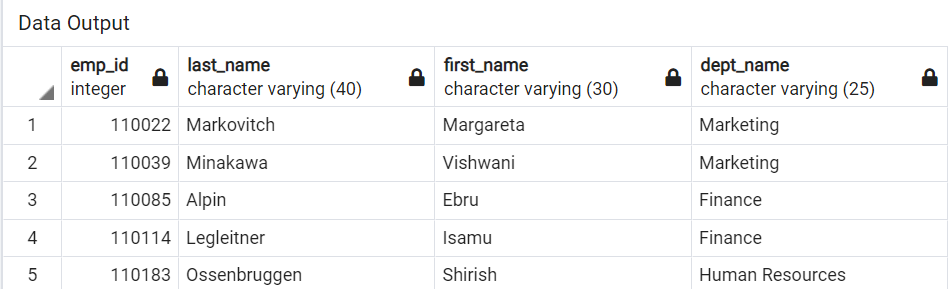 Data Output
emp_id last_name first_name dept_name
integer character varying (40) character varying (30) character varying (25)
1 110022 Markovitch Margareta Marketing
2 110039 Minakawa Vishwani Marketing
3 110085 Alpin Ebru Finance
4 110114 Legleitner Isamu Finance
5 110183 Ossenbruggen Shirish Human Resources